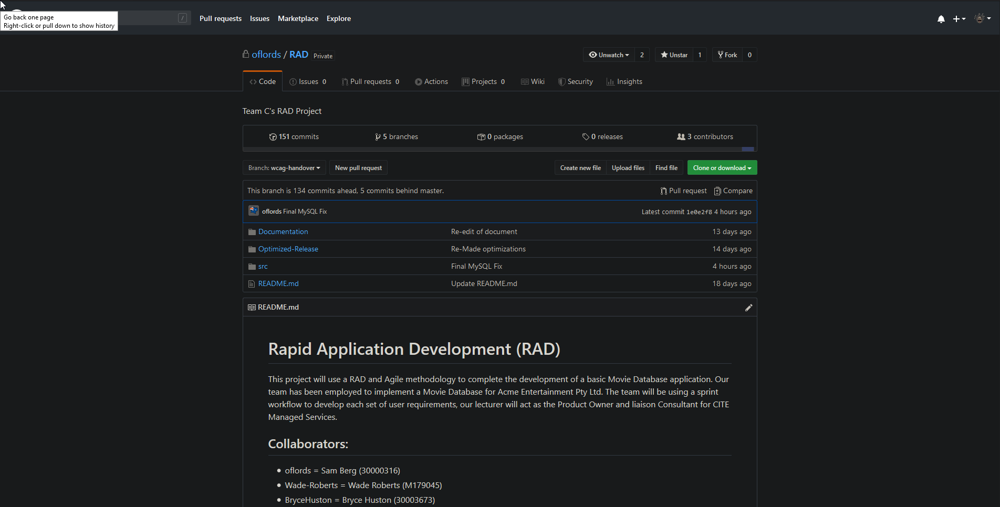 Go back one page
Right-click or pull down to show history
/
Pull requests Issues Marketplace Explore
oflords / RAD Private
Unwatch 2 Unstar 1 Fork 0
Code Issues 0 Pull requests 0 Actions Projects 0 Wiki Security Insights
Team C's RAD Project
151 commits 5 branches 0 packages 0 releases 3 contributors
Branch: wcag-handover New pull request Create new file Upload files Find file Clone or download
This branch is 134 commits ahead, 5 commits behind master. Pull request Compare
oflords Final MySQL Fix Latest commit 1e0e2f8 4 hours ago
Documentation Re-edit of document 13 days ago
Optimized-Release Re-Made optimizations 14 days ago
src Final MySQL Fix 4 hours ago
README.md Update README.md 18 days ago
README.md
Rapid Application Development (RAD)
This project will use a RAD and Agile methodology to complete the development of a basic Movie Database application. Our
team has been employed to implement a Movie Database for Acme Entertainment Pty Ltd. The team will be using a sprint
workflow to develop each set of user requirements, our lecturer will act as the Product Owner and liaison Consultant for CITE
Managed Services.
Collaborators:
• oflords = Sam Berg (30000316)
• Wade-Roberts = Wade Roberts (M179045)
• BryceHuston = Bryce Huston (30003673)